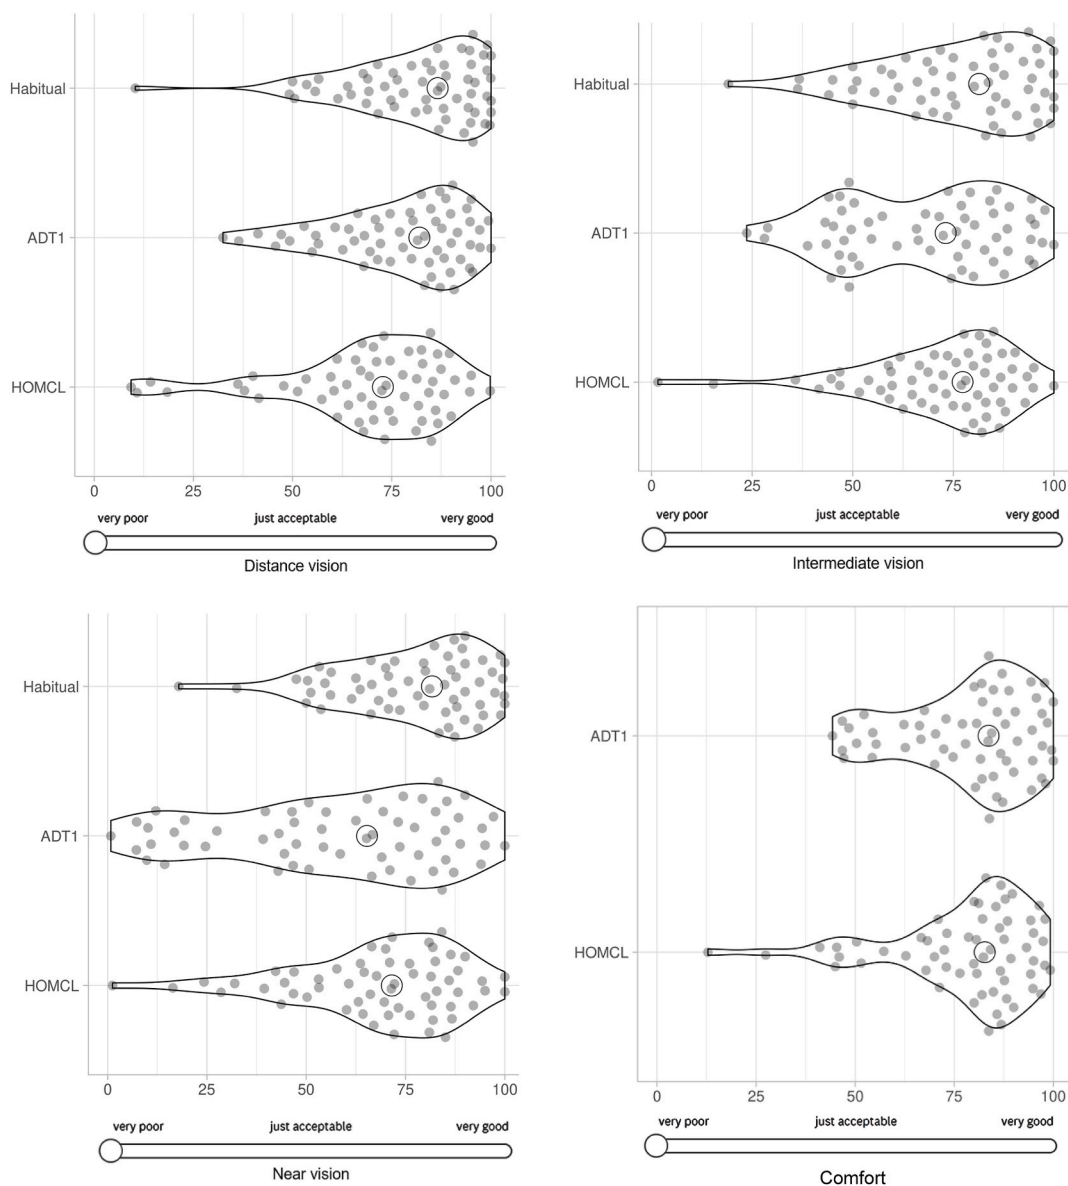 Habitual
ADT1
HOMCL
0 25 50 75 100
very poor just acceptable very good
Distance vision
Habitual
ADT1
HOMCL
0 25 50 75 100
very poor just acceptable very good
Intermediate vision
Habitual
ADT1
HOMCL
0 25 50 75 100
very poor just acceptable very good
Near vision
ADT1
HOMCL
0 25 50 75 100
very poor just acceptable very good
Comfort